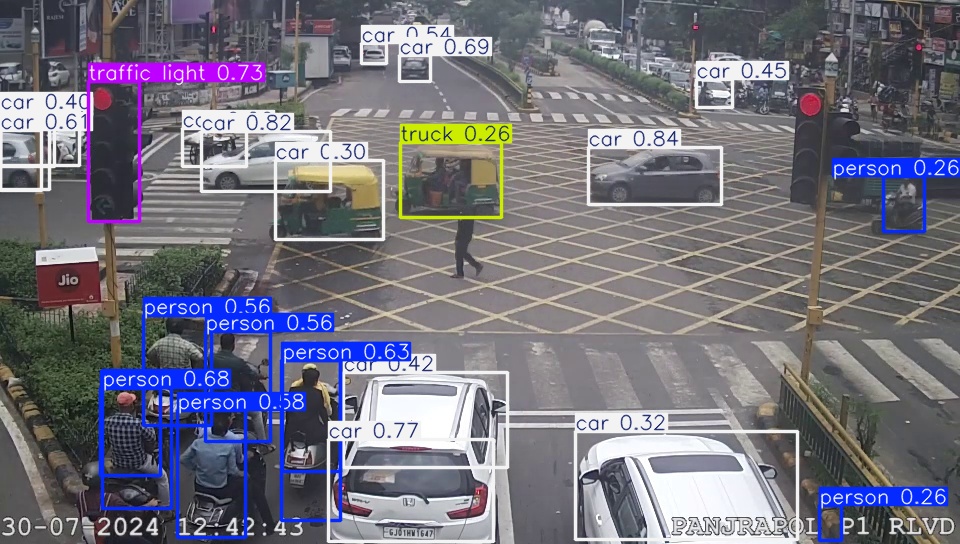 car 0.54
car 0.69
traffic light 0.73
car 0.45
car 0.40
car 0.61
car 0.82
car 0.30
truck 0.26
car 0.84
person 0.26
Jio
person 0.56
person 0.56
person 0.63
car 0.42
person 0.68
person 0.58
car 0.77
car 0.32
person 0.26
GJ01HW1647
30-07-2024 12:42:43
PANJRAPOL P1 RLVD